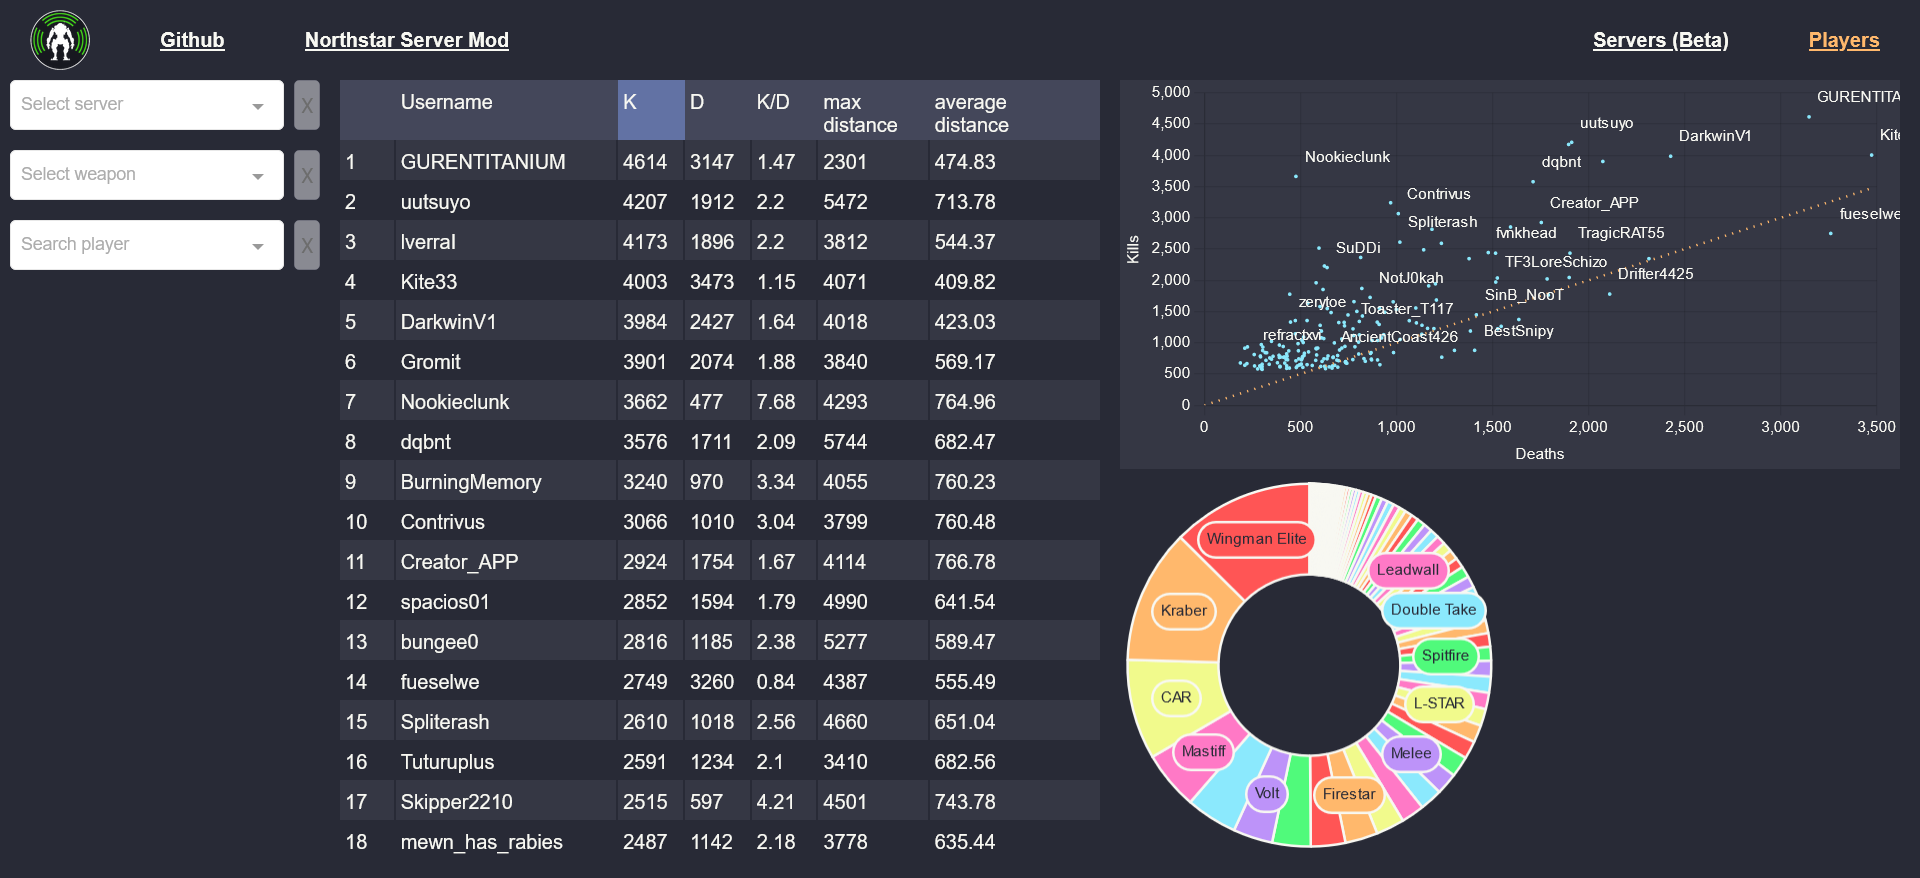 Github
Northstar Server Mod
Servers (Beta)
Players
Select server
X
Select weapon
X
Search player
X
Username K D K/D max distance average distance
1 GURENTITANIUM 4614 3147 1.47 2301 474.83
2 uutsuyo 4207 1912 2.2 5472 713.78
3 lverral 4173 1896 2.2 3812 544.37
4 Kite33 4003 3473 1.15 4071 409.82
5 DarkwinV1 3984 2427 1.64 4018 423.03
6 Gromit 3901 2074 1.88 3840 569.17
7 Nookieclunk 3662 477 7.68 4293 764.96
8 dqbnt 3576 1711 2.09 5744 682.47
9 BurningMemory 3240 970 3.34 4055 760.23
10 Contrivus 3066 1010 3.04 3799 760.48
11 Creator_APP 2924 1754 1.67 4114 766.78
12 spacios01 2852 1594 1.79 4990 641.54
13 bungee0 2816 1185 2.38 5277 589.47
14 fueselwe 2749 3260 0.84 4387 555.49
15 Spliterash 2610 1018 2.56 4660 651.04
16 Tuturuplus 2591 1234 2.1 3410 682.56
17 Skipper2210 2515 597 4.21 4501 743.78
18 mewn_has_rabies 2487 1142 2.18 3778 635.44
5,000
4,500
4,000
3,500
3,000
2,500
2,000
1,500
1,000
500
0
Kills
GURENTITA
uutsuyo
DarkwinV1
Kite
Nookieclunk
dqbnt
Contrivus
Creator_APP
fueselwe
Spliterash
fvnkhead
TragicRAT55
SuDDi
TF3LoreSchizo
NotJ0kah
Drifter4425
zerytoe
SinB_NooT
Toaster_T117
refractxvi
AncientCoast426
BestSnipy
0 500 1,000 1,500 2,000 2,500 3,000 3,500
Deaths
Wingman Elite
Leadwall
Kraber
Double Take
Spitfire
CAR
L-STAR
Mastiff
Melee
Volt
Firestar